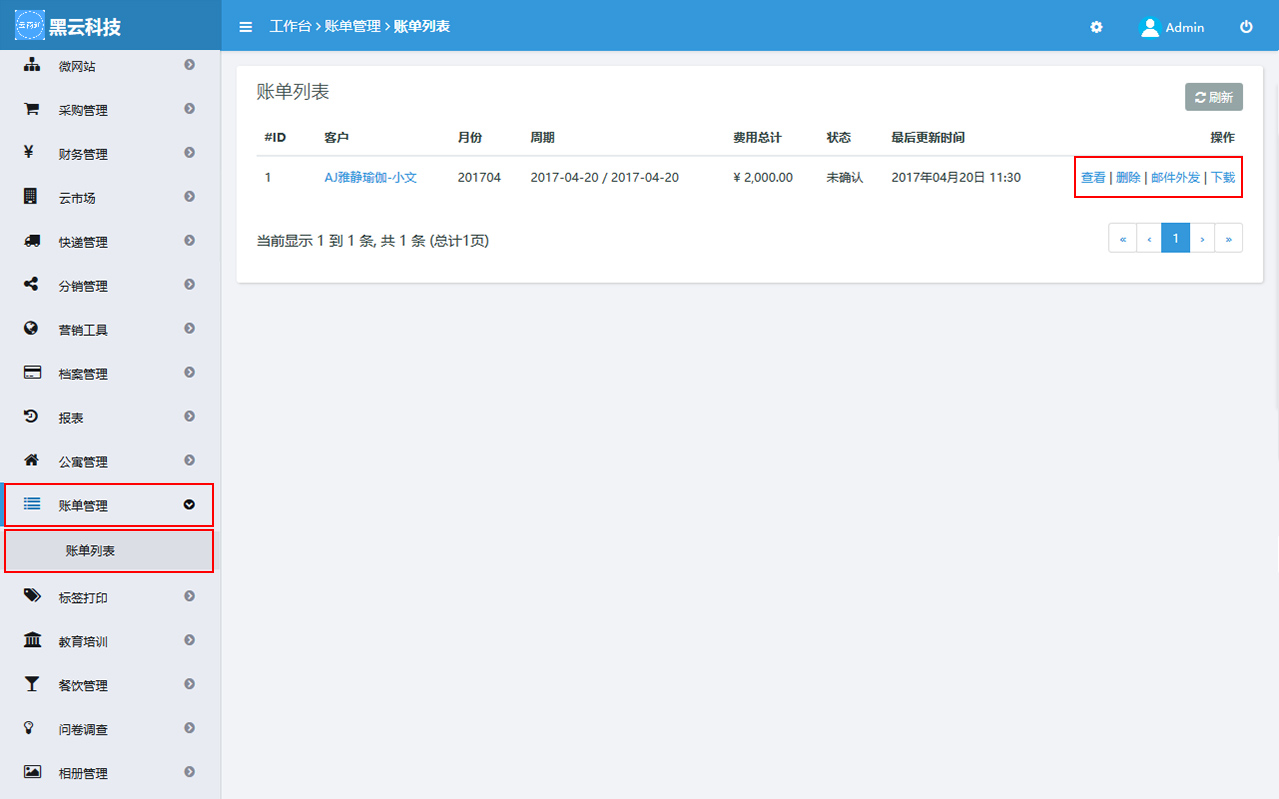 黑云科技
工作台 › 账单管理 › 账单列表
Admin
微网站
采购管理
财务管理
云市场
快递管理
分销管理
营销工具
档案管理
报表
公寓管理
账单管理
账单列表
标签打印
教育培训
餐饮管理
问卷调查
相册管理
账单列表
刷新
#ID 客户 月份 周期 费用总计 状态 最后更新时间 操作
1 AJ雅静瑜伽-小文 201704 2017-04-20 / 2017-04-20 ¥ 2,000.00 未确认 2017年04月20日 11:30 查看 | 删除 | 邮件外发 | 下载
当前显示 1 到 1 条, 共 1 条 (总计1页)
« ‹ 1 › »